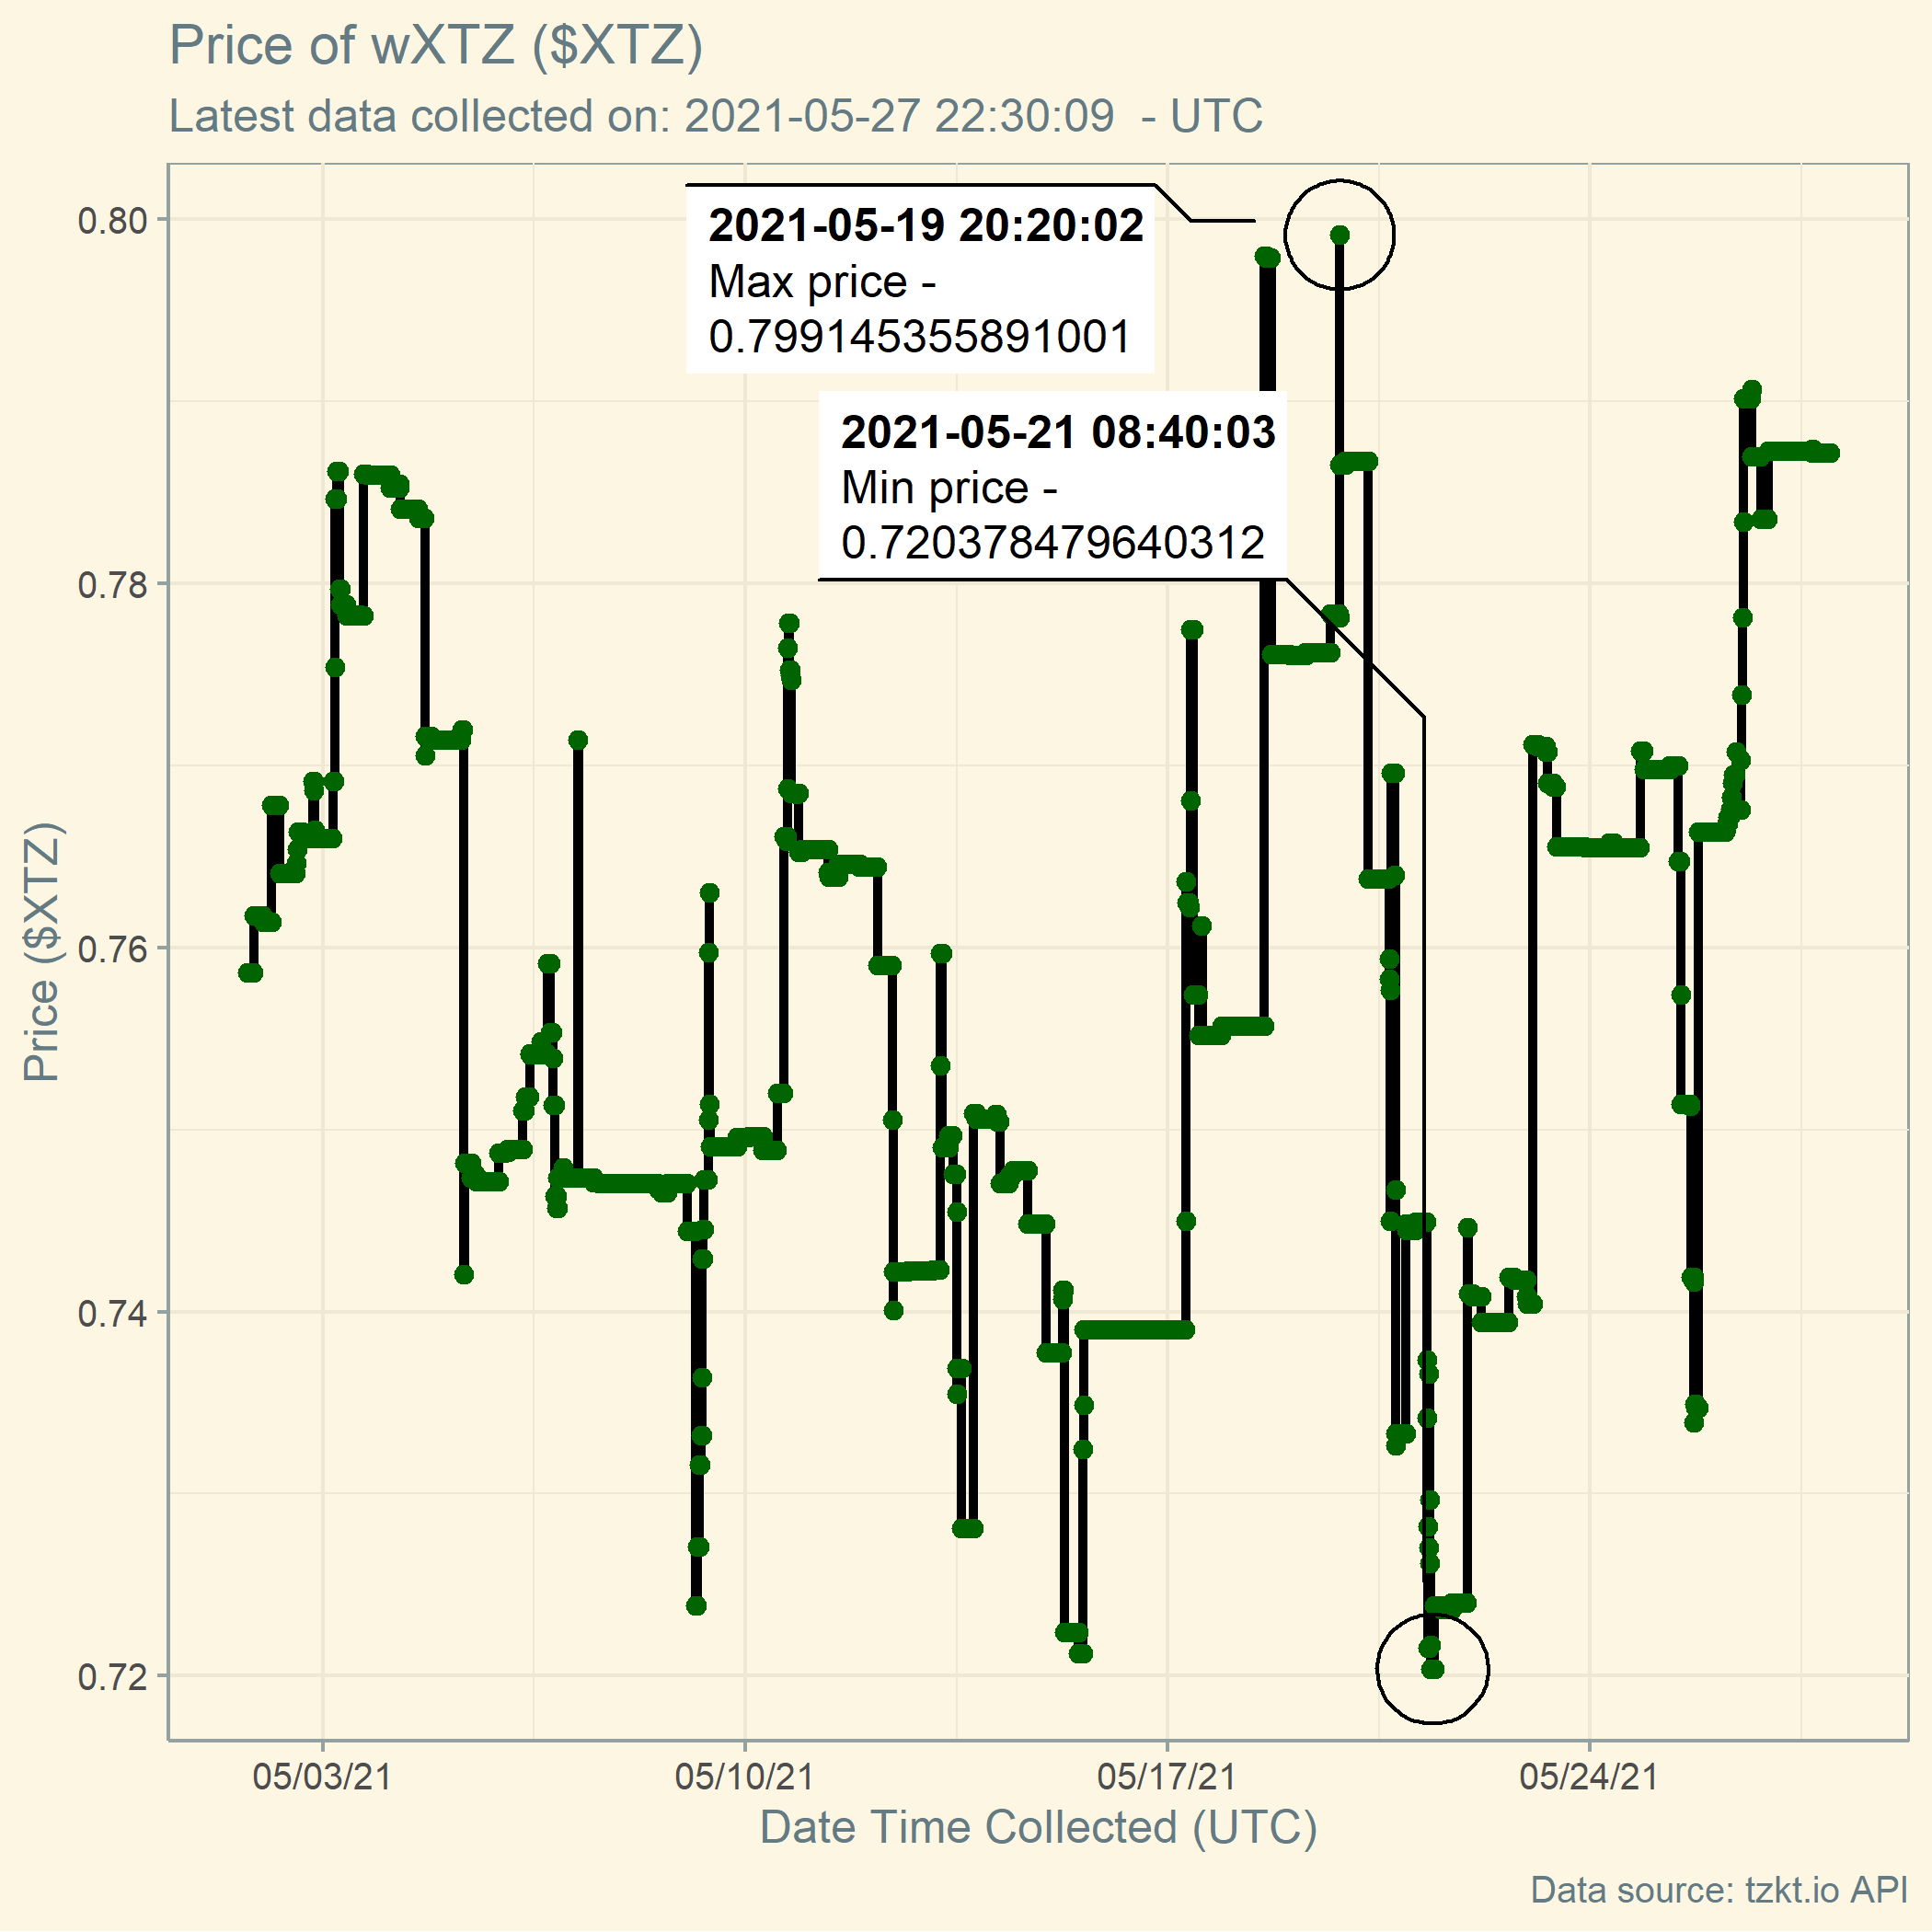 Price of wXTZ ($XTZ)
Latest data collected on: 2021-05-27 22:30:09  - UTC
2021-05-19 20:20:02
Max price -
0.799145355891001
2021-05-21 08:40:03
Min price -
0.720378479640312
Price ($XTZ)
0.80
0.78
0.76
0.74
0.72
05/03/21
05/10/21
05/17/21
05/24/21
Date Time Collected (UTC)
Data source: tzkt.io API